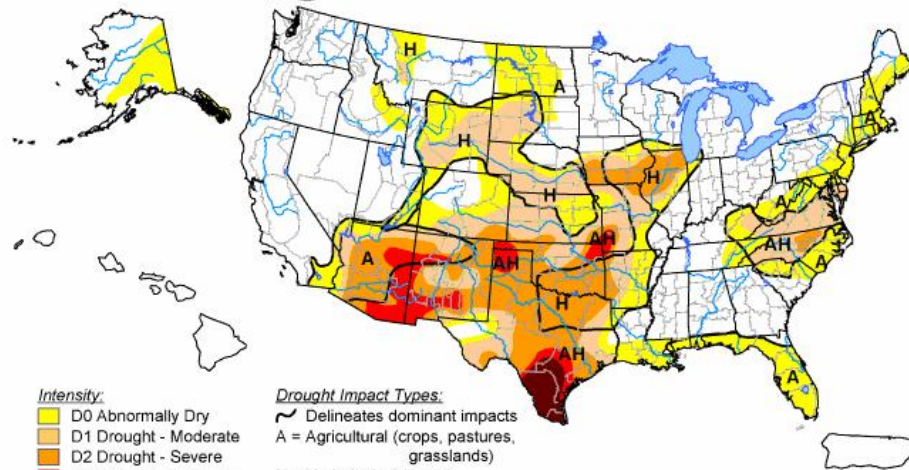 H
A
A
H
H
H
A
AH
A
AH
AH
A
H
AH
A
Intensity:
D0 Abnormally Dry
D1 Drought - Moderate
D2 Drought - Severe
Drought Impact Types:
Delineates dominant impacts
A = Agricultural (crops, pastures,
grasslands)